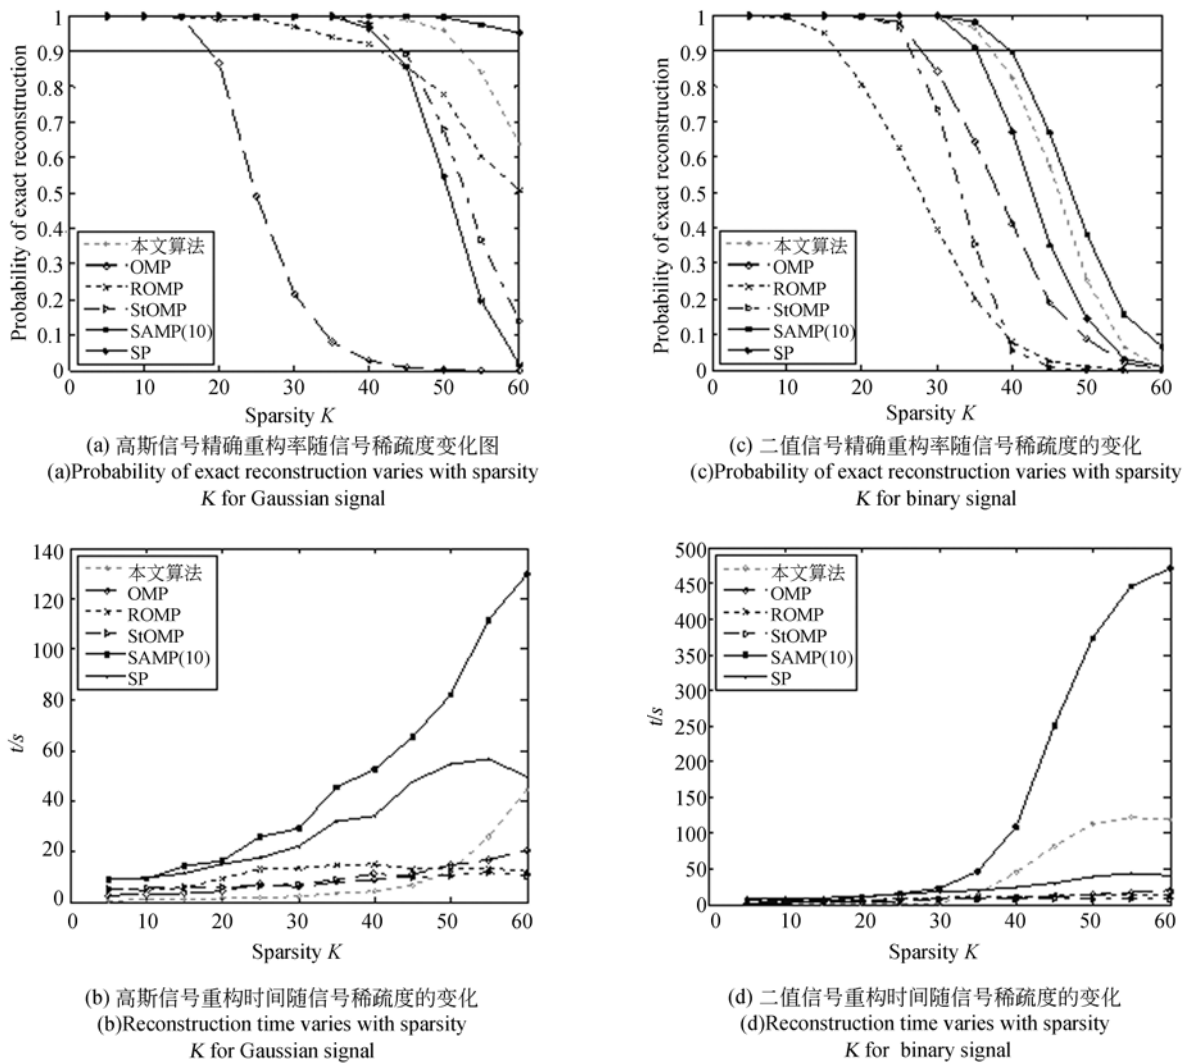 Probability of exact reconstruction
1
0.9
0.8
0.7
0.6
0.5
0.4
0.3
0.2
0.1
0
本文算法
OMP
ROMP
StOMP
SAMP(10)
SP
0 10 20 30 40 50 60
Sparsity K
(a) 高斯信号精确重构率随信号稀疏度变化图
(a)Probability of exact reconstruction varies with sparsity
K for Gaussian signal
Probability of exact reconstruction
1
0.9
0.8
0.7
0.6
0.5
0.4
0.3
0.2
0.1
0
本文算法
OMP
ROMP
StOMP
SAMP(10)
SP
0 10 20 30 40 50 60
Sparsity K
(c) 二值信号精确重构率随信号稀疏度的变化
(c)Probability of exact reconstruction varies with sparsity
K for binary signal
t/s
140
120
100
80
60
40
20
0
本文算法
OMP
ROMP
StOMP
SAMP(10)
SP
0 10 20 30 40 50 60
Sparsity K
(b) 高斯信号重构时间随信号稀疏度的变化
(b)Reconstruction time varies with sparsity
K for Gaussian signal
t/s
500
450
400
350
300
250
200
150
100
50
0
本文算法
OMP
ROMP
StOMP
SAMP(10)
SP
0 10 20 30 40 50 60
Sparsity K
(d) 二值信号重构时间随信号稀疏度的变化
(d)Reconstruction time varies with sparsity
K for binary signal